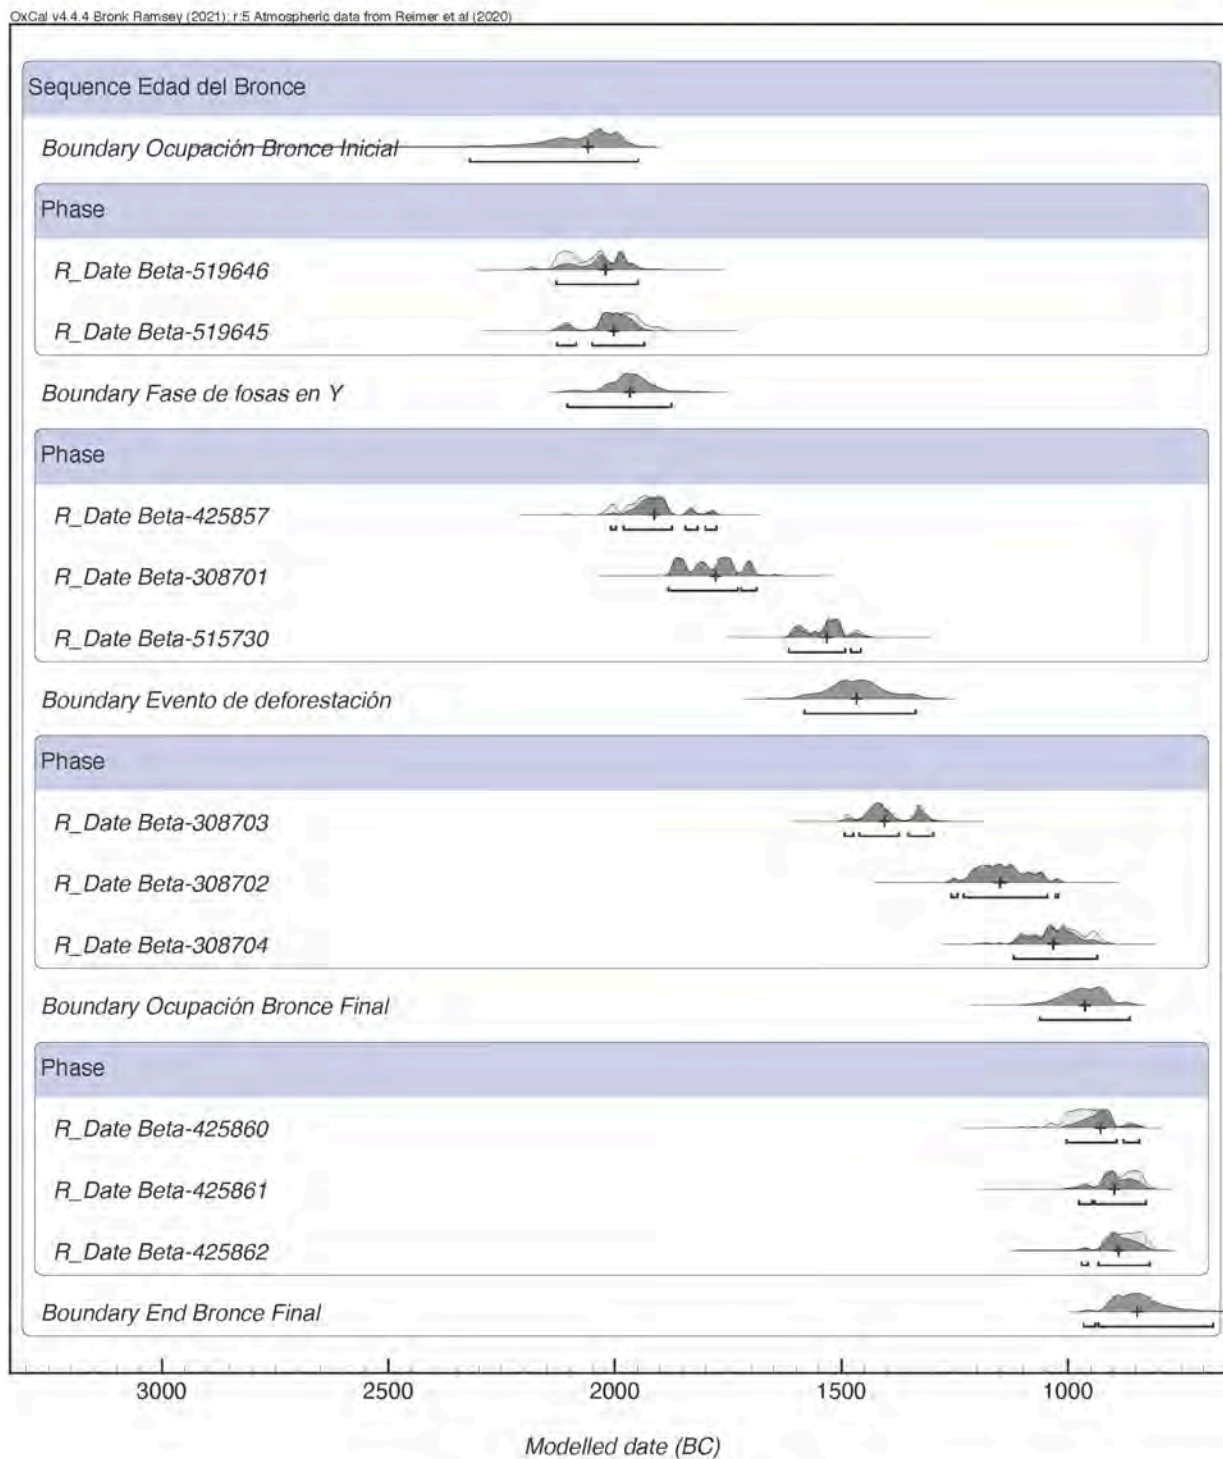 OxCal v4.4.4 Bronk Ramsey (2021); r:5 Atmospheric data from Reimer et al (2020)
Sequence Edad del Bronce
Boundary Ocupación Bronce Inicial
Phase
R_Date Beta-519646
R_Date Beta-519645
Boundary Fase de fosas en Y
Phase
R_Date Beta-425857
R_Date Beta-308701
R_Date Beta-515730
Boundary Evento de deforestación
Phase
R_Date Beta-308703
R_Date Beta-308702
R_Date Beta-308704
Boundary Ocupación Bronce Final
Phase
R_Date Beta-425860
R_Date Beta-425861
R_Date Beta-425862
Boundary End Bronce Final
3000 2500 2000 1500 1000
Modelled date (BC)